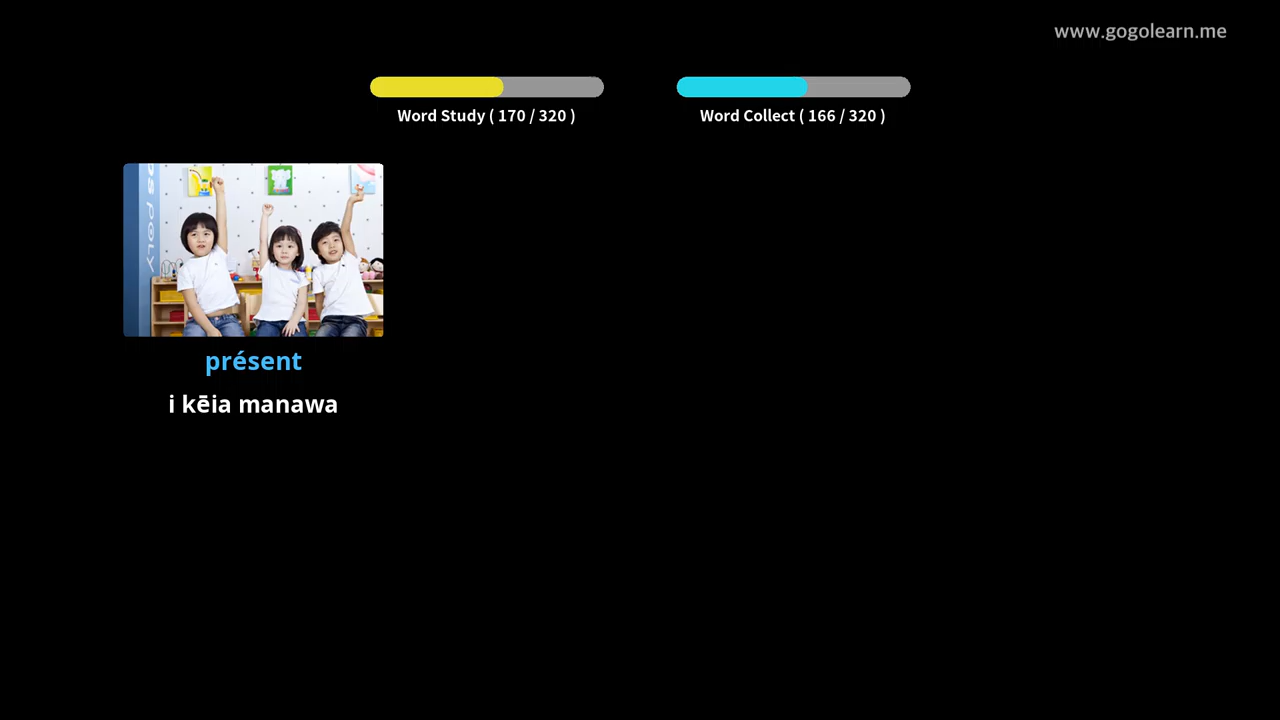 www.gogolearn.me
Word Study ( 170 / 320 )
Word Collect ( 166 / 320 )
présent
i kēia manawa